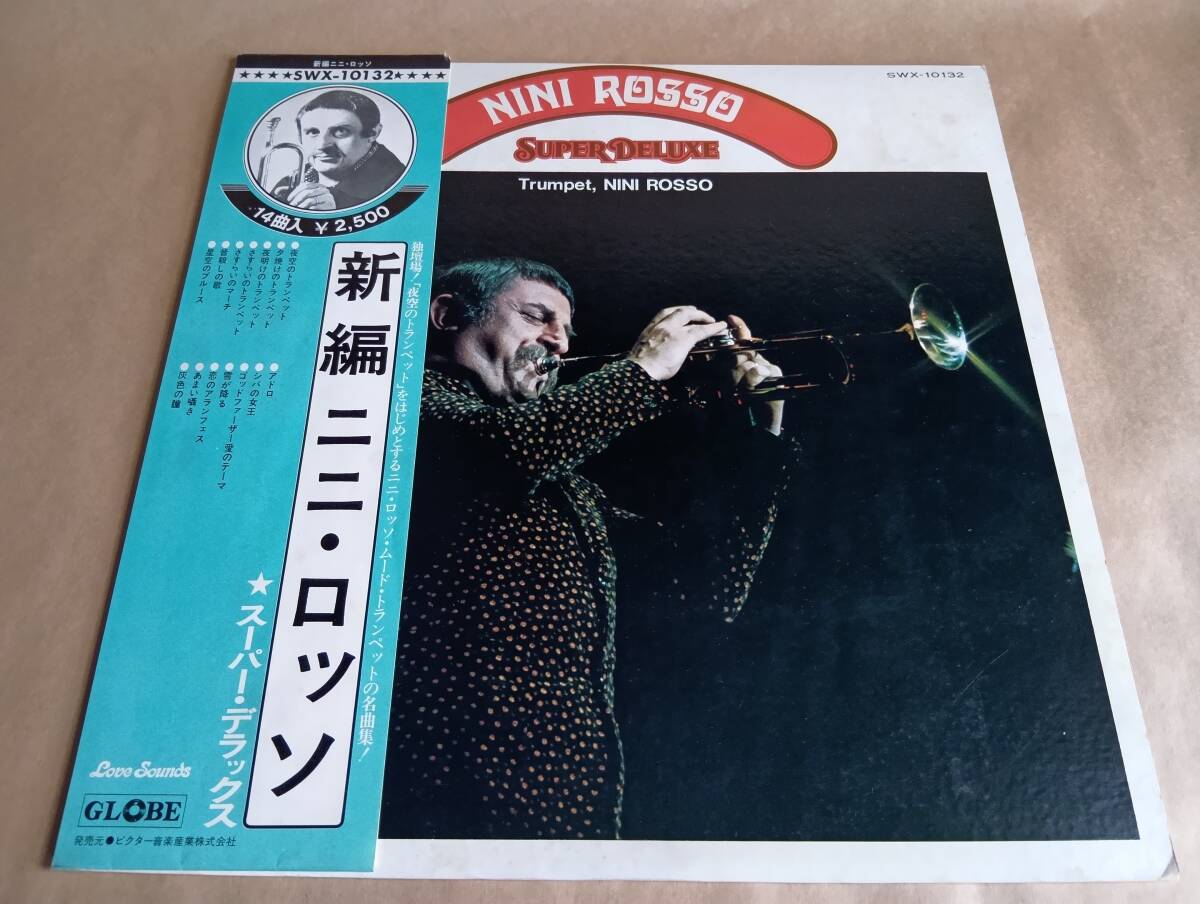 新編ニニ・ロッソ
★★★★SWX-10132★★★★
14曲入 ¥2,500
独壇場!「夜空のトランペット」をはじめとするニニ・ロッソ・ムード・トランペットの名曲集!
新編 ニニ・ロッソ
★スーパー・デラックス
●夜空のトランペット
●夕焼けのトランペット
●夜明けのトランペット
●さすらいのトランペット
●さすらいのマーチ
●皆殺しの歌
●星空のブルース
●アドロ
●シバの女王
●ゴッドファーザー愛のテーマ
●雪が降る
●恋のアランフェス
●あまい囁き
●灰色の瞳
Love Sounds
GLOBE
発売元●ビクター音楽産業株式会社
SWX-10132
NINI ROSSO
SUPER DELUXE
Trumpet, NINI ROSSO